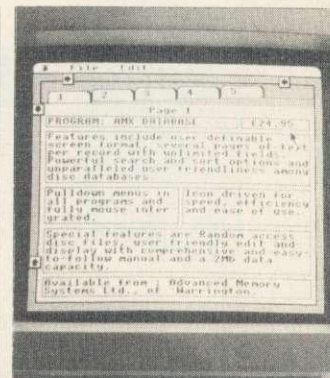 File Edit
1 2 3 4 5
Page 1
PROGRAM: AMX DATABASE £24.95
Features include user definable
screen format, several pages of text
per record with unlimited fields.
Powerful search and sort options and
unparalleled user friendliness among
disc databases.
Pulldown menus in
all programs and
fully mouse inter
grated.
Icon driven for
speed, efficiency
and ease of use.
Special features are Random access
disc files, user friendly edit and
display with comprehensive and easy-
to-follow manual and a 2Mb data
capacity.
Available from : Advanced Memory
Systems Ltd., of Warrington.